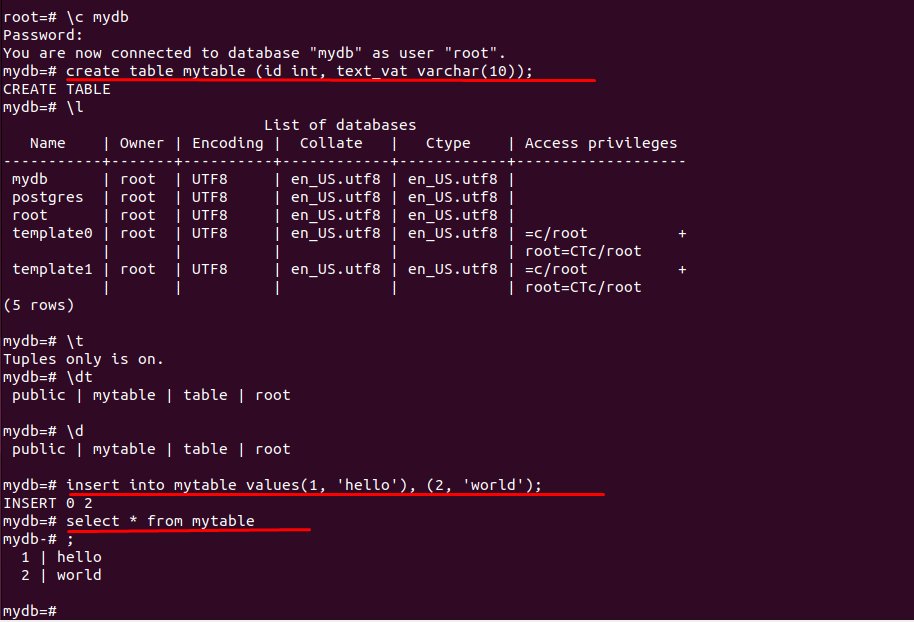 root=# \c mydb
Password:
You are now connected to database "mydb" as user "root".
mydb=# create table mytable (id int, text_vat varchar(10));
CREATE TABLE
mydb=# \l
                             List of databases
   Name    | Owner | Encoding |  Collate   |   Ctype    | Access privileges
-----------+-------+----------+------------+------------+-------------------
 mydb      | root  | UTF8     | en_US.utf8 | en_US.utf8 |
 postgres  | root  | UTF8     | en_US.utf8 | en_US.utf8 |
 root      | root  | UTF8     | en_US.utf8 | en_US.utf8 |
 template0 | root  | UTF8     | en_US.utf8 | en_US.utf8 | =c/root          +
           |       |          |            |            | root=CTc/root
 template1 | root  | UTF8     | en_US.utf8 | en_US.utf8 | =c/root          +
           |       |          |            |            | root=CTc/root
(5 rows)

mydb=# \t
Tuples only is on.
mydb=# \dt
 public | mytable | table | root

mydb=# \d
 public | mytable | table | root

mydb=# insert into mytable values(1, 'hello'), (2, 'world');
INSERT 0 2
mydb=# select * from mytable
mydb-# ;
  1 | hello
  2 | world

mydb=#